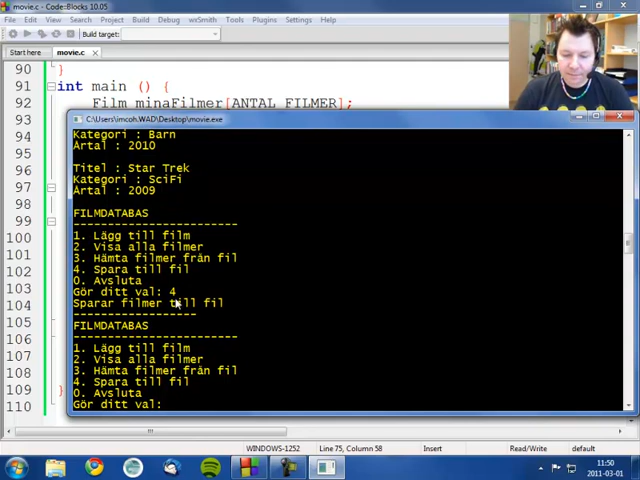 movie.c - Code::Blocks 10.05
File Edit View Search Project Build Debug wxSmith Tools Plugins Settings Help
Build target:
Start here movie.c
90 }
91 int main () {
92 Film minaFilmer[ANTAL_FILMER];
93
94
95
96
97
98
99
100
101
102
103
104
105
106
107
108
109 }
110
C:\Users\imcoh.WAD\Desktop\movie.exe
Kategori : Barn
Årtal : 2010
Titel : Star Trek
Kategori : SciFi
Årtal : 2009
FILMDATABAS
-------------------------
1. Lägg till film
2. Visa alla filmer
3. Hämta filmer från fil
4. Spara till fil
0. Avsluta
Gör ditt val: 4
Sparar filmer till fil
-------------------
FILMDATABAS
-------------------------
1. Lägg till film
2. Visa alla filmer
3. Hämta filmer från fil
4. Spara till fil
0. Avsluta
Gör ditt val:
WINDOWS-1252 Line 75, Column 58 Insert Read/Write default
11:50
2011-03-01